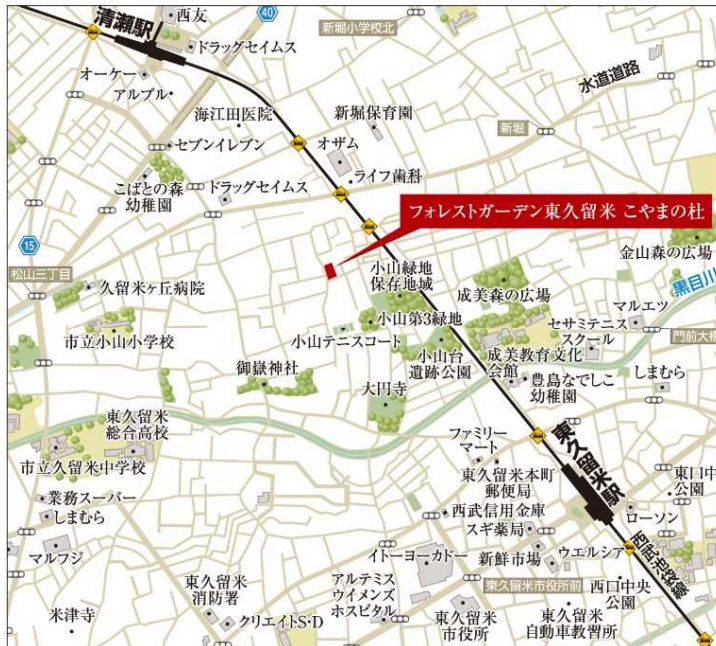 清瀬駅
西友
40
新堀小学校北
ドラッグセイムス
オーケー
アルブル
水道道路
海江田医院
新堀保育園
新堀
セブンイレブン
オザム
こばとの森
幼稚園
ドラッグセイムス
ライフ歯科
フォレストガーデン東久留米 こやまの杜
15
松山三丁目
久留米ヶ丘病院
金山森の広場
小山緑地
保存地域
成美森の広場
黒目川
市立小山小学校
小山第3緑地
小山テニスコート
マルエツ
セサミテニス
スクール
門前大橋
御嶽神社
小山台
遺跡公園
成美教育文化
会館
豊島なでしこ
幼稚園
しまむら
大円寺
東久留米
総合高校
市立久留米中学校
ファミリー
マート
東久留米駅
東久留米本町
郵便局
東口中
公園
業務スーパー
しまむら
西武信用金庫
スギ薬局
ローソン
マルフジ
イトーヨーカドー
新鮮市場
ウエルシア
西武池袋線
東久留米市役所前
西口中央
公園
米津寺
東久留米
消防署
クリエイトS・D
アルテミス
ウイメンズ
ホスピタル
東久留米
市役所
東久留米
自動車教習所